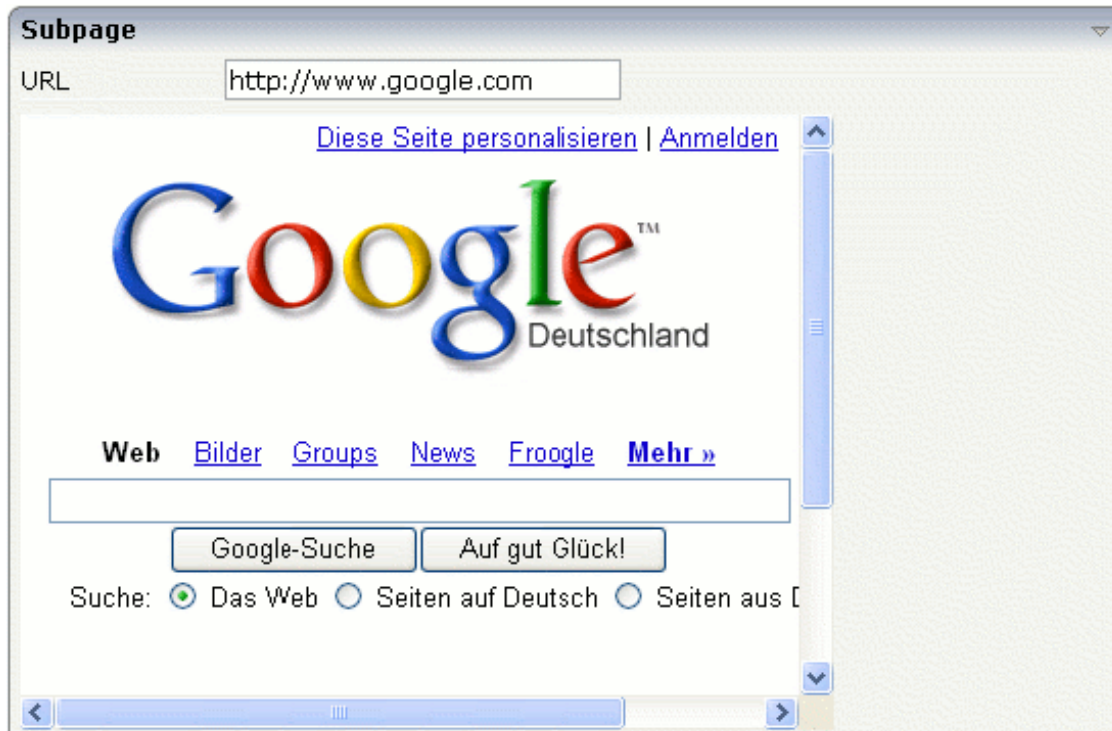 Subpage
URL http://www.google.com
Diese Seite personalisieren | Anmelden
Google™
Deutschland
Web Bilder Groups News Froogle Mehr »
Google-Suche Auf gut Glück!
Suche: Das Web Seiten auf Deutsch Seiten aus